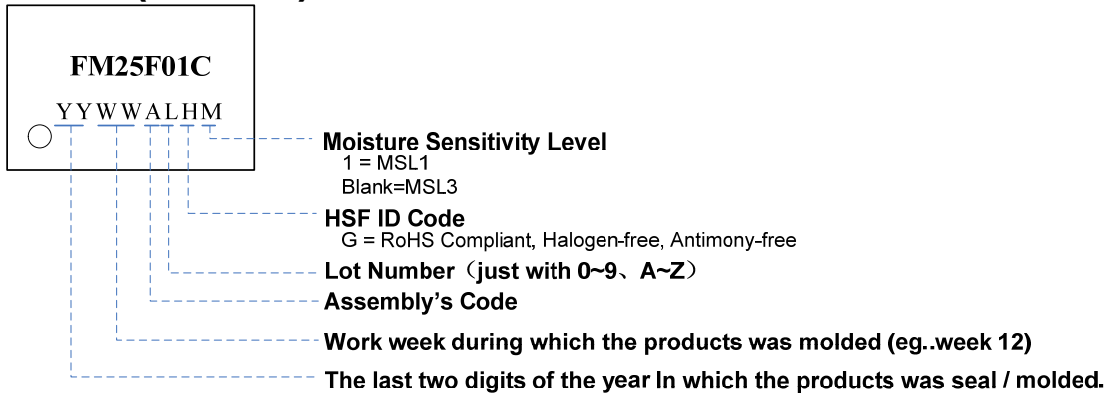 FM25F01C
YYWWALHM
Moisture Sensitivity Level
1 = MSL1
Blank=MSL3
HSF ID Code
G = RoHS Compliant, Halogen-free, Antimony-free
Lot Number（just with 0~9、A~Z）
Assembly's Code
Work week during which the products was molded (eg..week 12)
The last two digits of the year In which the products was seal / molded.